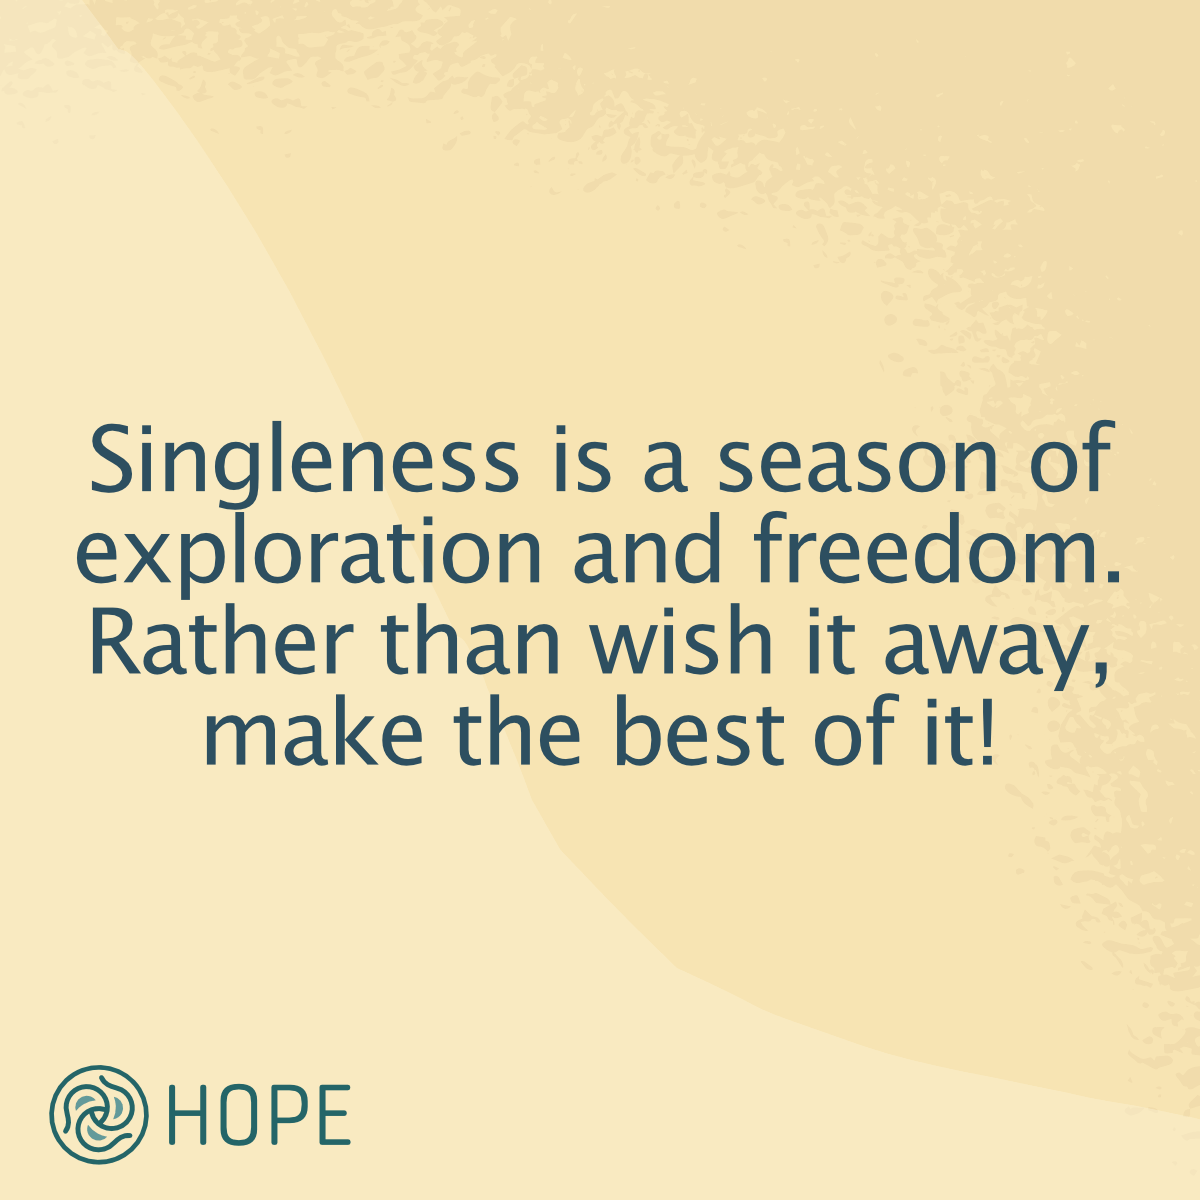 Singleness is a season of
exploration and freedom.
Rather than wish it away,
make the best of it!
HOPE